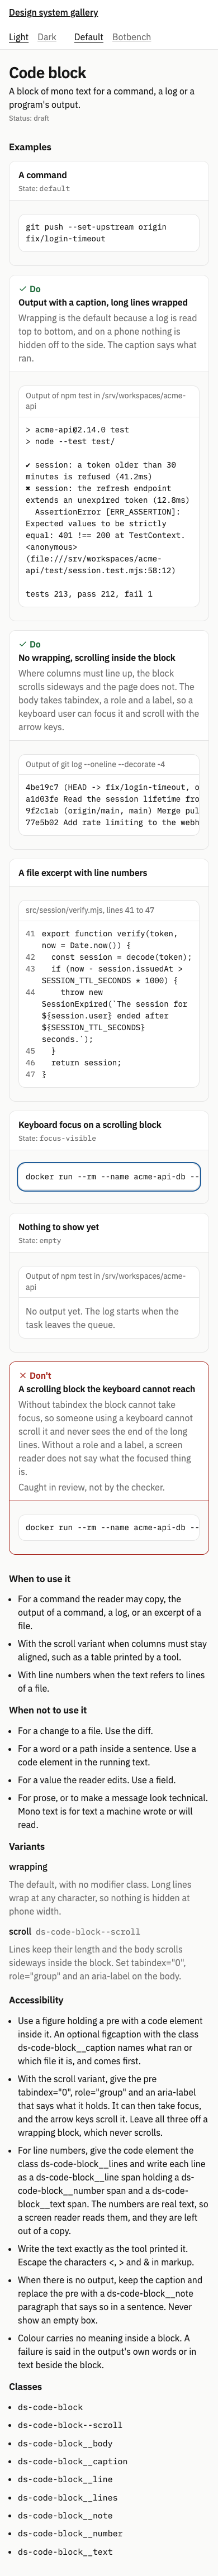 Design system gallery
Light Dark Default Botbench
Code block
A block of mono text for a command, a log or a
program's output.
Status: draft
Examples
A command
State: default
git push --set-upstream origin
fix/login-timeout
✓ Do
Output with a caption, long lines wrapped
Wrapping is the default because a log is read
top to bottom, and on a phone nothing is
hidden off to the side. The caption says what
ran.
Output of npm test in /srv/workspaces/acme-
api
> acme-api@2.14.0 test
> node --test test/
✔ session: a token older than 30
minutes is refused (41.2ms)
✖ session: the refresh endpoint
extends an unexpired token (12.8ms)
AssertionError [ERR_ASSERTION]:
Expected values to be strictly
equal: 401 !== 200 at TestContext.
<anonymous>
(file:///srv/workspaces/acme-
api/test/session.test.mjs:58:12)
tests 213, pass 212, fail 1
✓ Do
No wrapping, scrolling inside the block
Where columns must line up, the block
scrolls sideways and the page does not. The
body takes tabindex, a role and a label, so a
keyboard user can focus it and scroll with the
arrow keys.
Output of git log --oneline --decorate -4
4be19c7 (HEAD -> fix/login-timeout, o
a1d03fe Read the session lifetime fro
9f2c1ab (origin/main, main) Merge pul
77e5b02 Add rate limiting to the webh
A file excerpt with line numbers
src/session/verify.mjs, lines 41 to 47
41 export function verify(token,
now = Date.now()) {
42 const session = decode(token);
43 if (now - session.issuedAt >
SESSION_TTL_SECONDS * 1000) {
44 throw new
SessionExpired(`The session for
${session.user} ended after
${SESSION_TTL_SECONDS}
seconds.`);
45 }
46 return session;
47 }
Keyboard focus on a scrolling block
State: focus-visible
docker run --rm --name acme-api-db --
Nothing to show yet
State: empty
Output of npm test in /srv/workspaces/acme-
api
No output yet. The log starts when the
task leaves the queue.
✕ Don't
A scrolling block the keyboard cannot reach
Without tabindex the block cannot take
focus, so someone using a keyboard cannot
scroll it and never sees the end of the long
lines. Without a role and a label, a screen
reader does not say what the focused thing
is.
Caught in review, not by the checker.
docker run --rm --name acme-api-db --
When to use it
• For a command the reader may copy, the
output of a command, a log, or an excerpt of a
file.
• With the scroll variant when columns must stay
aligned, such as a table printed by a tool.
• With line numbers when the text refers to lines
of a file.
When not to use it
• For a change to a file. Use the diff.
• For a word or a path inside a sentence. Use a
code element in the running text.
• For a value the reader edits. Use a field.
• For prose, or to make a message look technical.
Mono text is for text a machine wrote or will
read.
Variants
wrapping
The default, with no modifier class. Long lines
wrap at any character, so nothing is hidden at
phone width.
scroll ds-code-block--scroll
Lines keep their length and the body scrolls
sideways inside the block. Set tabindex="0",
role="group" and an aria-label on the body.
Accessibility
• Use a figure holding a pre with a code element
inside it. An optional figcaption with the class
ds-code-block__caption names what ran or
which file it is, and comes first.
• With the scroll variant, give the pre
tabindex="0", role="group" and an aria-label
that says what it holds. It can then take focus,
and the arrow keys scroll it. Leave all three off a
wrapping block, which never scrolls.
• For line numbers, give the code element the
class ds-code-block__lines and write each line
as a ds-code-block__line span holding a ds-
code-block__number span and a ds-code-
block__text span. The numbers are real text, so
a screen reader reads them, and they are left
out of a copy.
• Write the text exactly as the tool printed it.
Escape the characters <, > and & in markup.
• When there is no output, keep the caption and
replace the pre with a ds-code-block__note
paragraph that says so in a sentence. Never
show an empty box.
• Colour carries no meaning inside a block. A
failure is said in the output's own words or in
text beside the block.
Classes
• ds-code-block
• ds-code-block--scroll
• ds-code-block__body
• ds-code-block__caption
• ds-code-block__line
• ds-code-block__lines
• ds-code-block__note
• ds-code-block__number
• ds-code-block__text